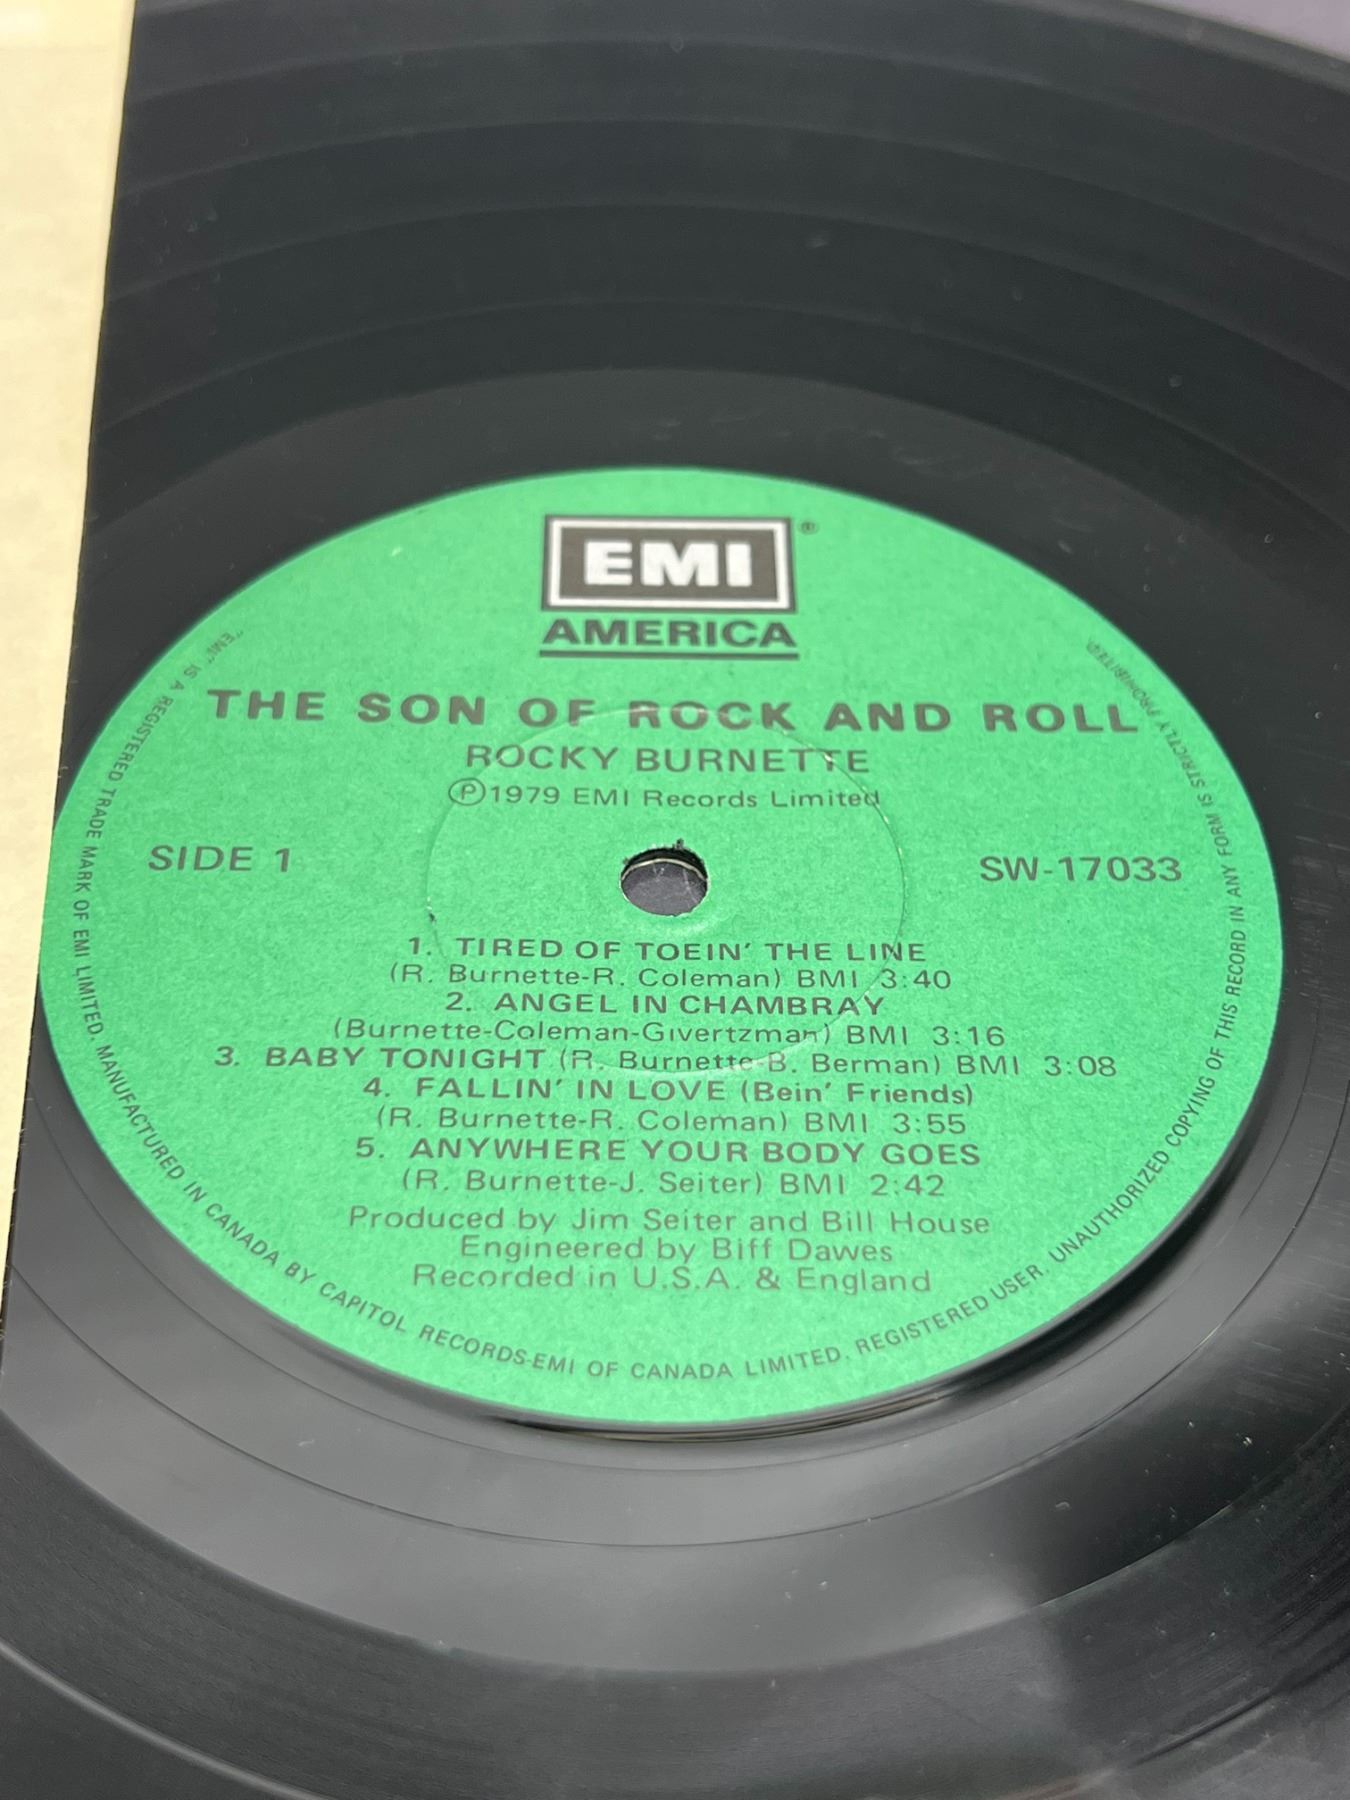 EMI ®
AMERICA
THE SON OF ROCK AND ROLL
ROCKY BURNETTE
Ⓟ1979 EMI Records Limited
SIDE 1
SW-17033
1. TIRED OF TOEIN' THE LINE
(R. Burnette-R. Coleman) BMI 3:40
2. ANGEL IN CHAMBRAY
(Burnette-Coleman-Givertzman) BMI 3:16
3. BABY TONIGHT (R. Burnette-B. Berman) BMI 3:08
4. FALLIN' IN LOVE (Bein' Friends)
(R. Burnette-R. Coleman) BMI 3:55
5. ANYWHERE YOUR BODY GOES
(R. Burnette-J. Seiter) BMI 2:42
Produced by Jim Seiter and Bill House
Engineered by Biff Dawes
Recorded in U.S.A. & England
"EMI" IS A REGISTERED TRADE MARK OF EMI LIMITED. MANUFACTURED IN CANADA BY CAPITOL RECORDS-EMI OF CANADA LIMITED. REGISTERED USER. UNAUTHORIZED COPYING OF THIS RECORD IN ANY FORM IS STRICTLY PROHIBITED.